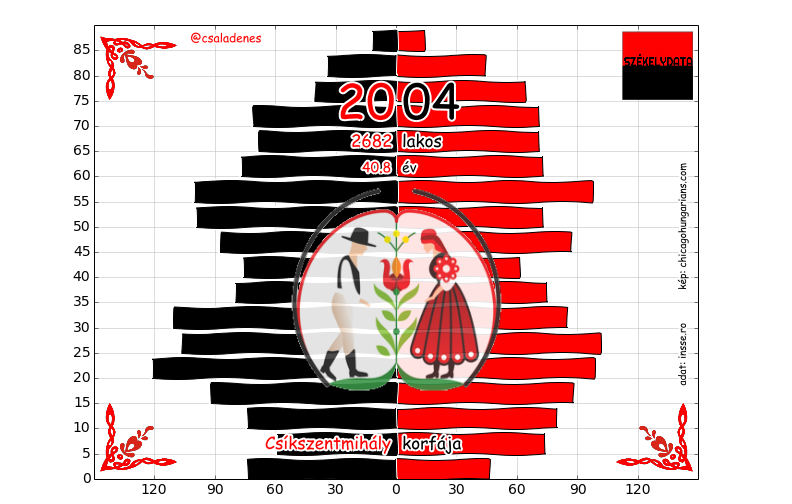 @csaladenes
SZÉKELYDATA
2004
2682 lakos
40.8 év
kép: chicagohungarians.com
adat: insse.ro
Csíkszentmihály korfája
85
80
75
70
65
60
55
50
45
40
35
30
25
20
15
10
5
0
120 90 60 30 0 30 60 90 120